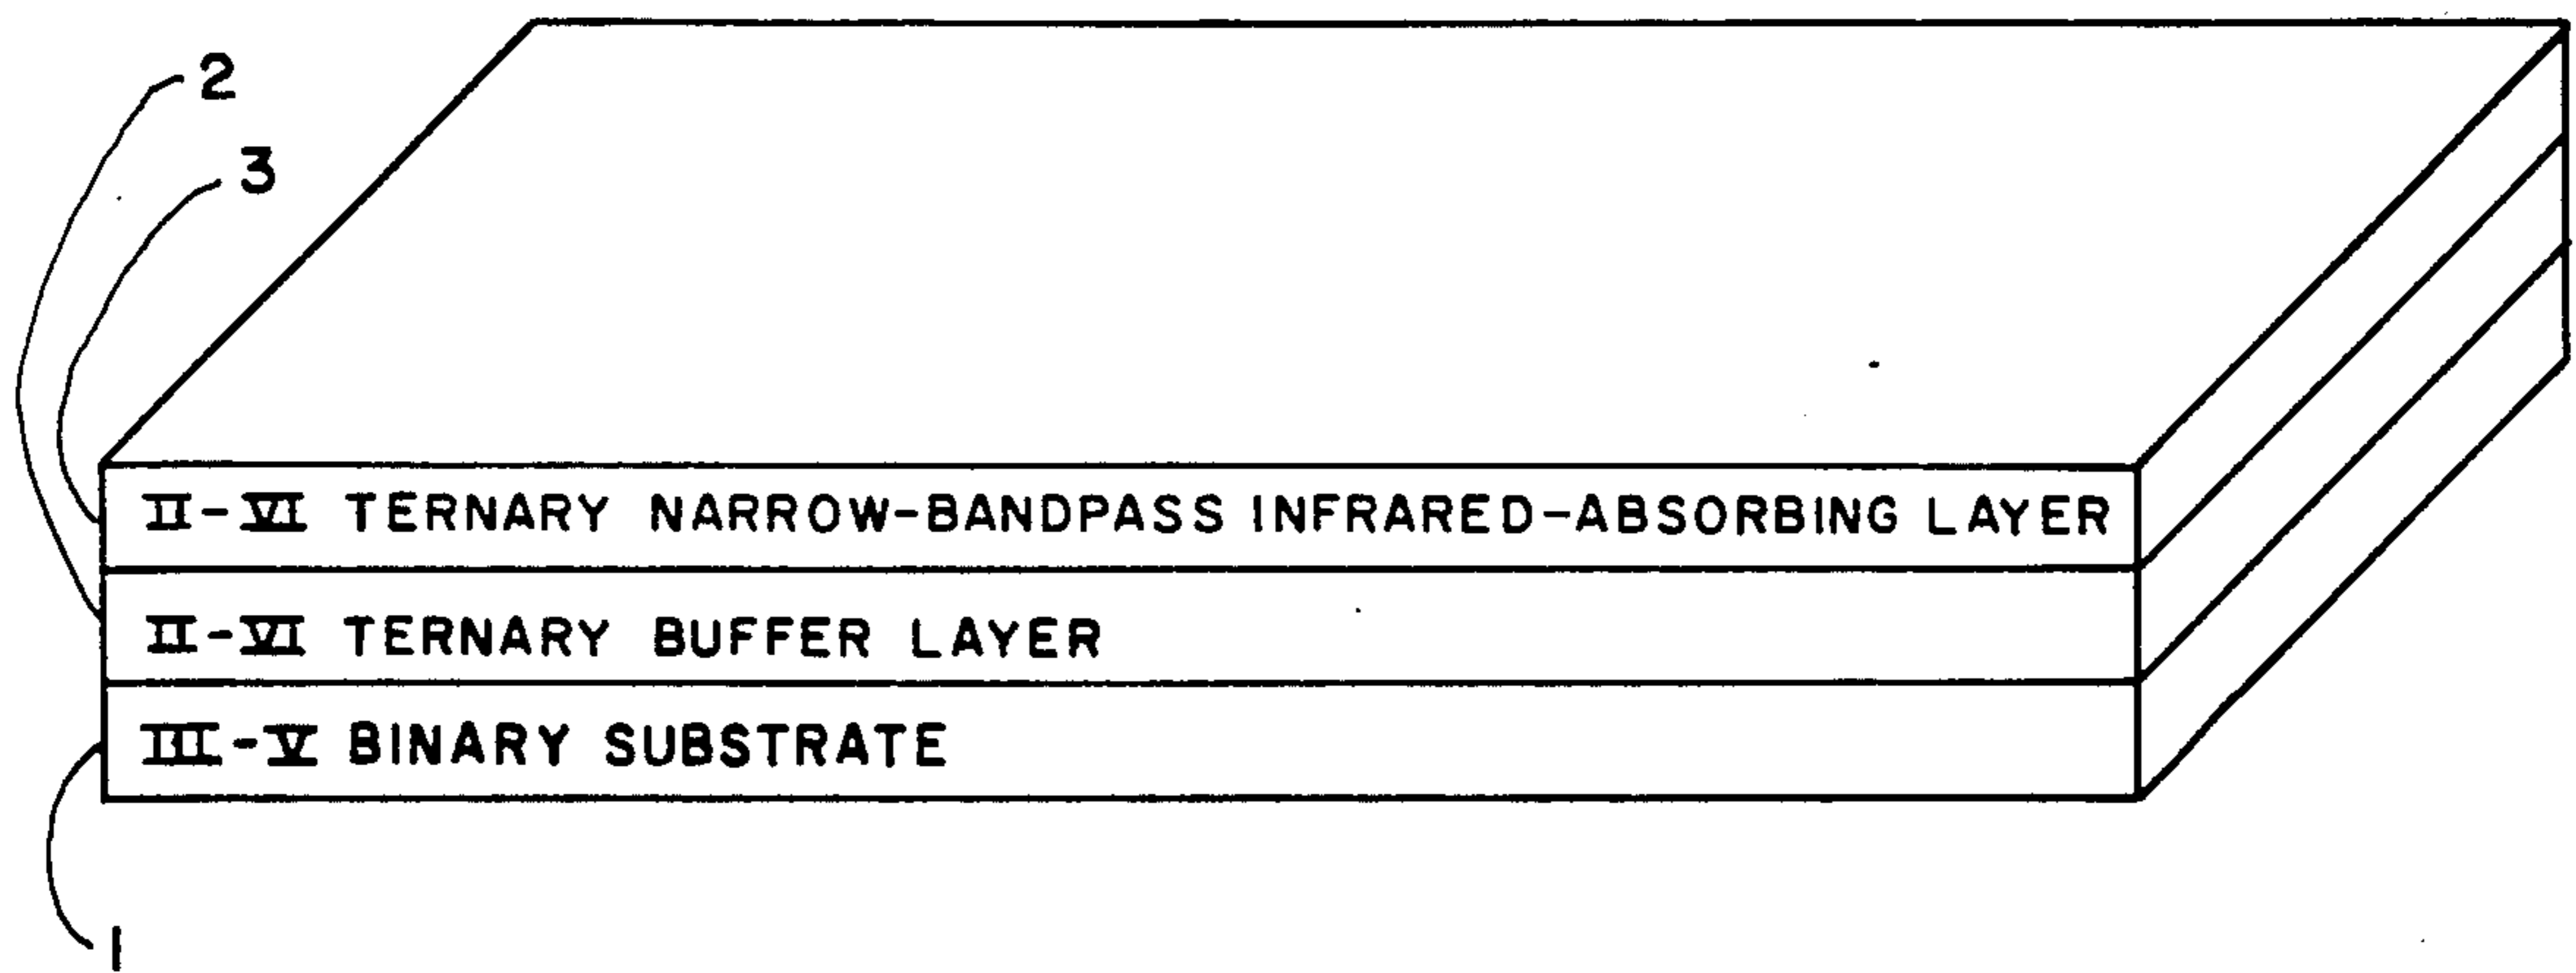 2
3
II-VI TERNARY NARROW-BANDPASS INFRARED-ABSORBING LAYER
II-VI TERNARY BUFFER LAYER
III-V BINARY SUBSTRATE
1